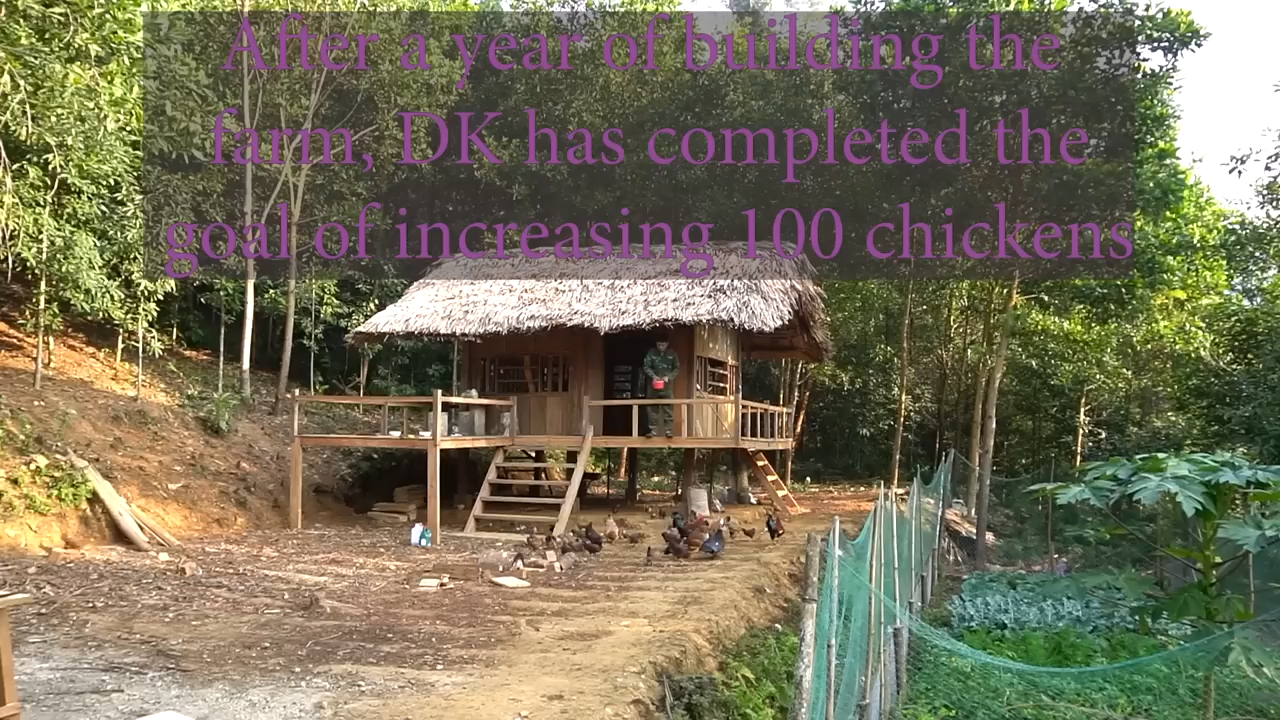 After a year of building the
farm, DK has completed the
goal of increasing 100 chickens